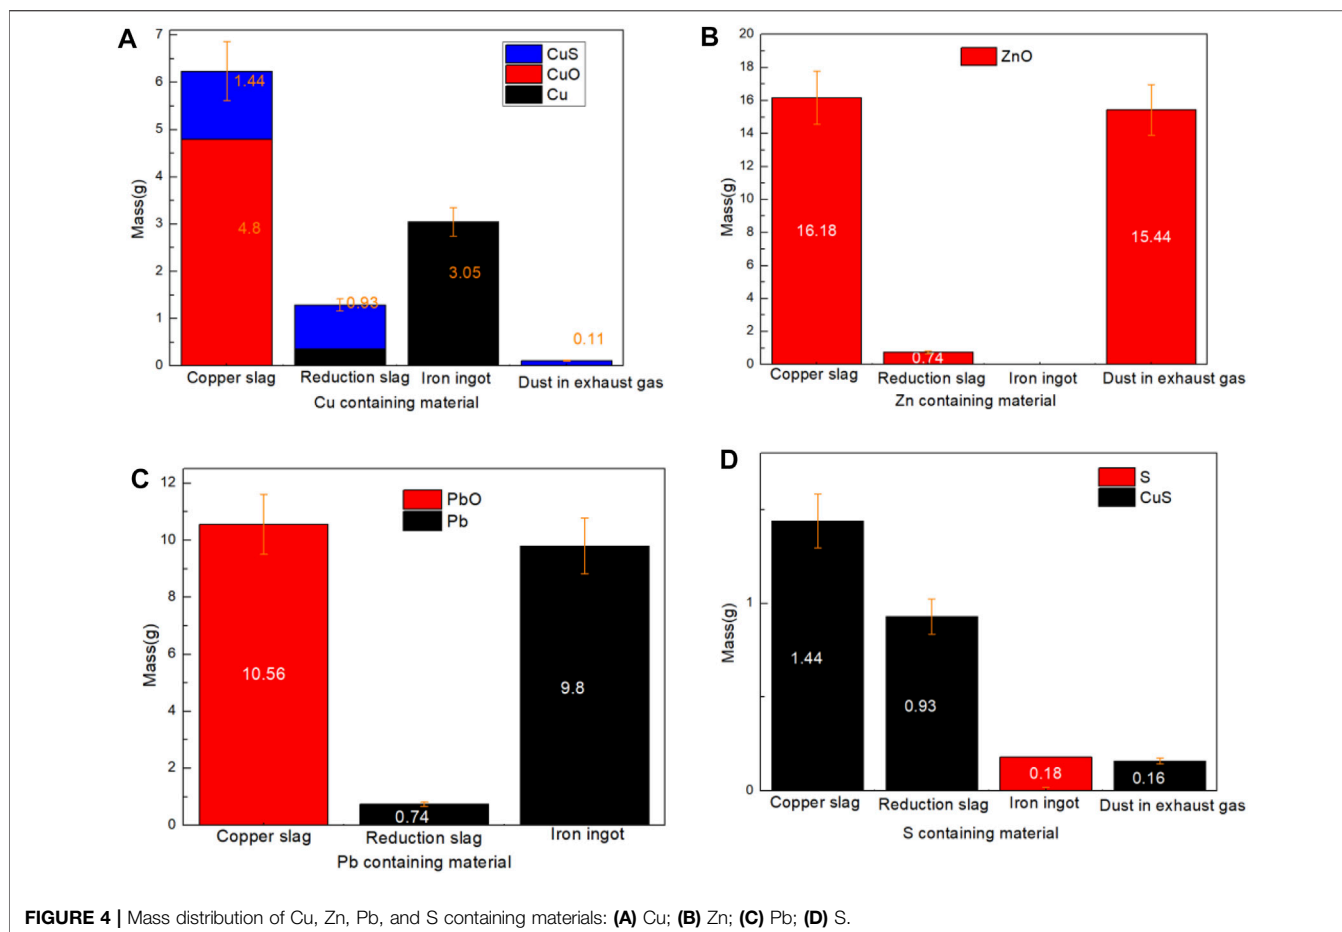 A
7
6
5
4
3
2
1
0
Mass(g)
CuS
CuO
Cu
1.44
4.8
0.93
3.05
0.11
Copper slag
Reduction slag
Iron ingot
Dust in exhaust gas
Cu containing material
B
20
18
16
14
12
10
8
6
4
2
0
Mass(g)
ZnO
16.18
0.74
15.44
Copper slag
Reduction slag
Iron ingot
Dust in exhaust gas
Zn containing material
C
12
10
8
6
4
2
0
Mass(g)
PbO
Pb
10.56
0.74
9.8
Copper slag
Reduction slag
Iron ingot
Pb containing material
D
1
0
Mass(g)
S
CuS
1.44
0.93
0.18
0.16
Copper slag
Reduction slag
Iron ingot
Dust in exhaust gas
S containing material
FIGURE 4 | Mass distribution of Cu, Zn, Pb, and S containing materials: (A) Cu; (B) Zn; (C) Pb; (D) S.